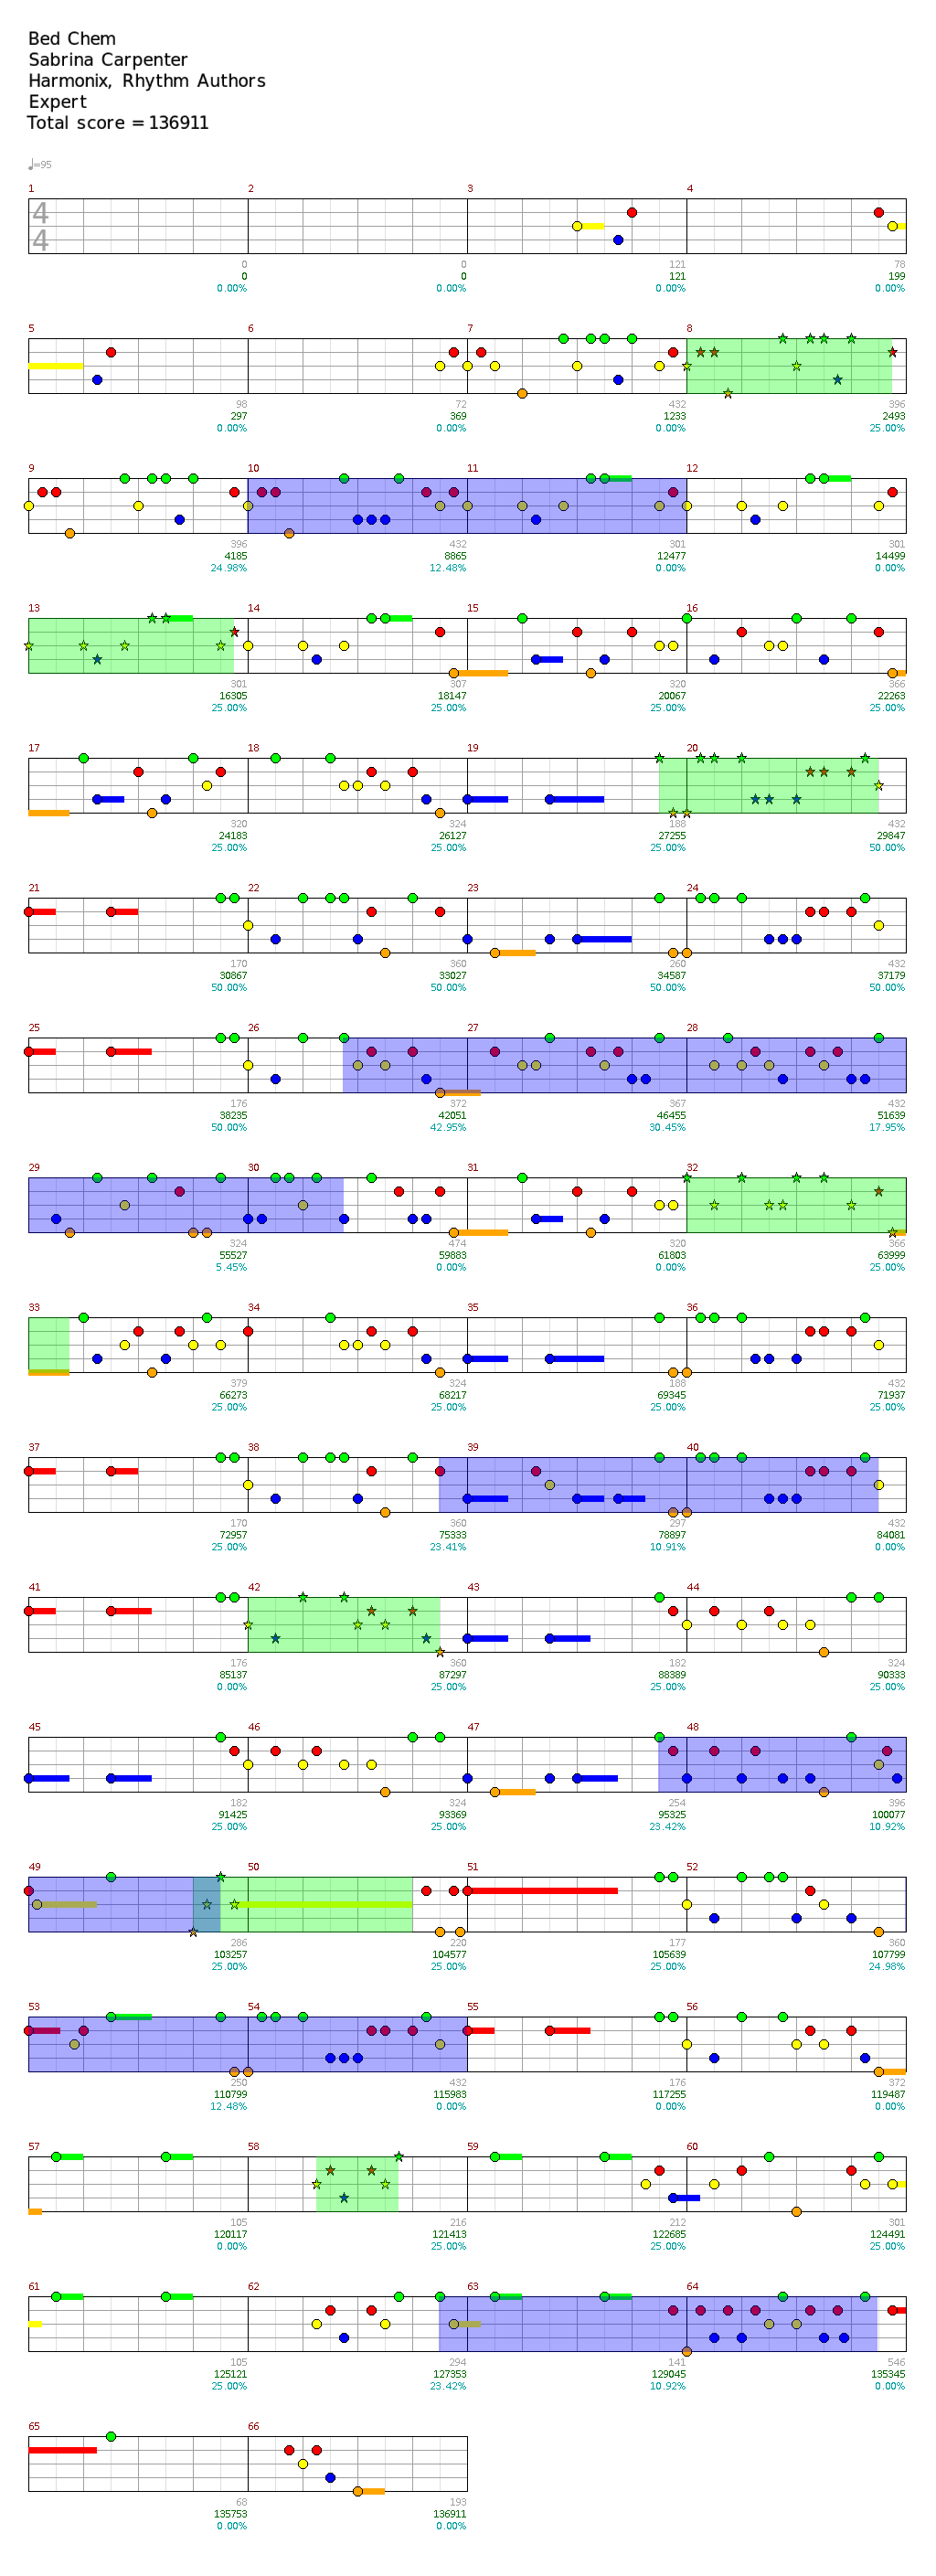 Bed Chem
Sabrina Carpenter
Harmonix, Rhythm Authors
Expert
Total score = 136911
♩=95
1 2 3 4
4
4
0 0 121 78
0 0 121 199
0.00% 0.00% 0.00% 0.00%
5 6 7 8
98 72 432 396
297 369 1233 2493
0.00% 0.00% 0.00% 25.00%
9 10 11 12
396 432 301 301
4185 8865 12477 14499
24.98% 12.48% 0.00% 0.00%
13 14 15 16
301 307 320 366
16305 18147 20067 22263
25.00% 25.00% 25.00% 25.00%
17 18 19 20
320 324 188 432
24183 26127 27255 29847
25.00% 25.00% 25.00% 50.00%
21 22 23 24
170 360 260 432
30867 33027 34587 37179
50.00% 50.00% 50.00% 50.00%
25 26 27 28
176 372 367 432
38235 42051 46455 51639
50.00% 42.95% 30.45% 17.95%
29 30 31 32
324 474 320 366
55527 59883 61803 63999
5.45% 0.00% 0.00% 25.00%
33 34 35 36
379 324 188 432
66273 68217 69345 71937
25.00% 25.00% 25.00% 25.00%
37 38 39 40
170 360 297 432
72957 75333 78897 84081
25.00% 23.41% 10.91% 0.00%
41 42 43 44
176 360 182 324
85137 87297 88389 90333
0.00% 25.00% 25.00% 25.00%
45 46 47 48
182 324 254 396
91425 93369 95325 100077
25.00% 25.00% 23.42% 10.92%
49 50 51 52
286 220 177 360
103257 104577 105639 107799
25.00% 25.00% 25.00% 24.98%
53 54 55 56
250 432 176 372
110799 115983 117255 119487
12.48% 0.00% 0.00% 0.00%
57 58 59 60
105 216 212 301
120117 121413 122685 124491
0.00% 25.00% 25.00% 25.00%
61 62 63 64
105 294 141 546
125121 127353 129045 135345
25.00% 23.42% 10.92% 0.00%
65 66
68 193
135753 136911
0.00% 0.00%